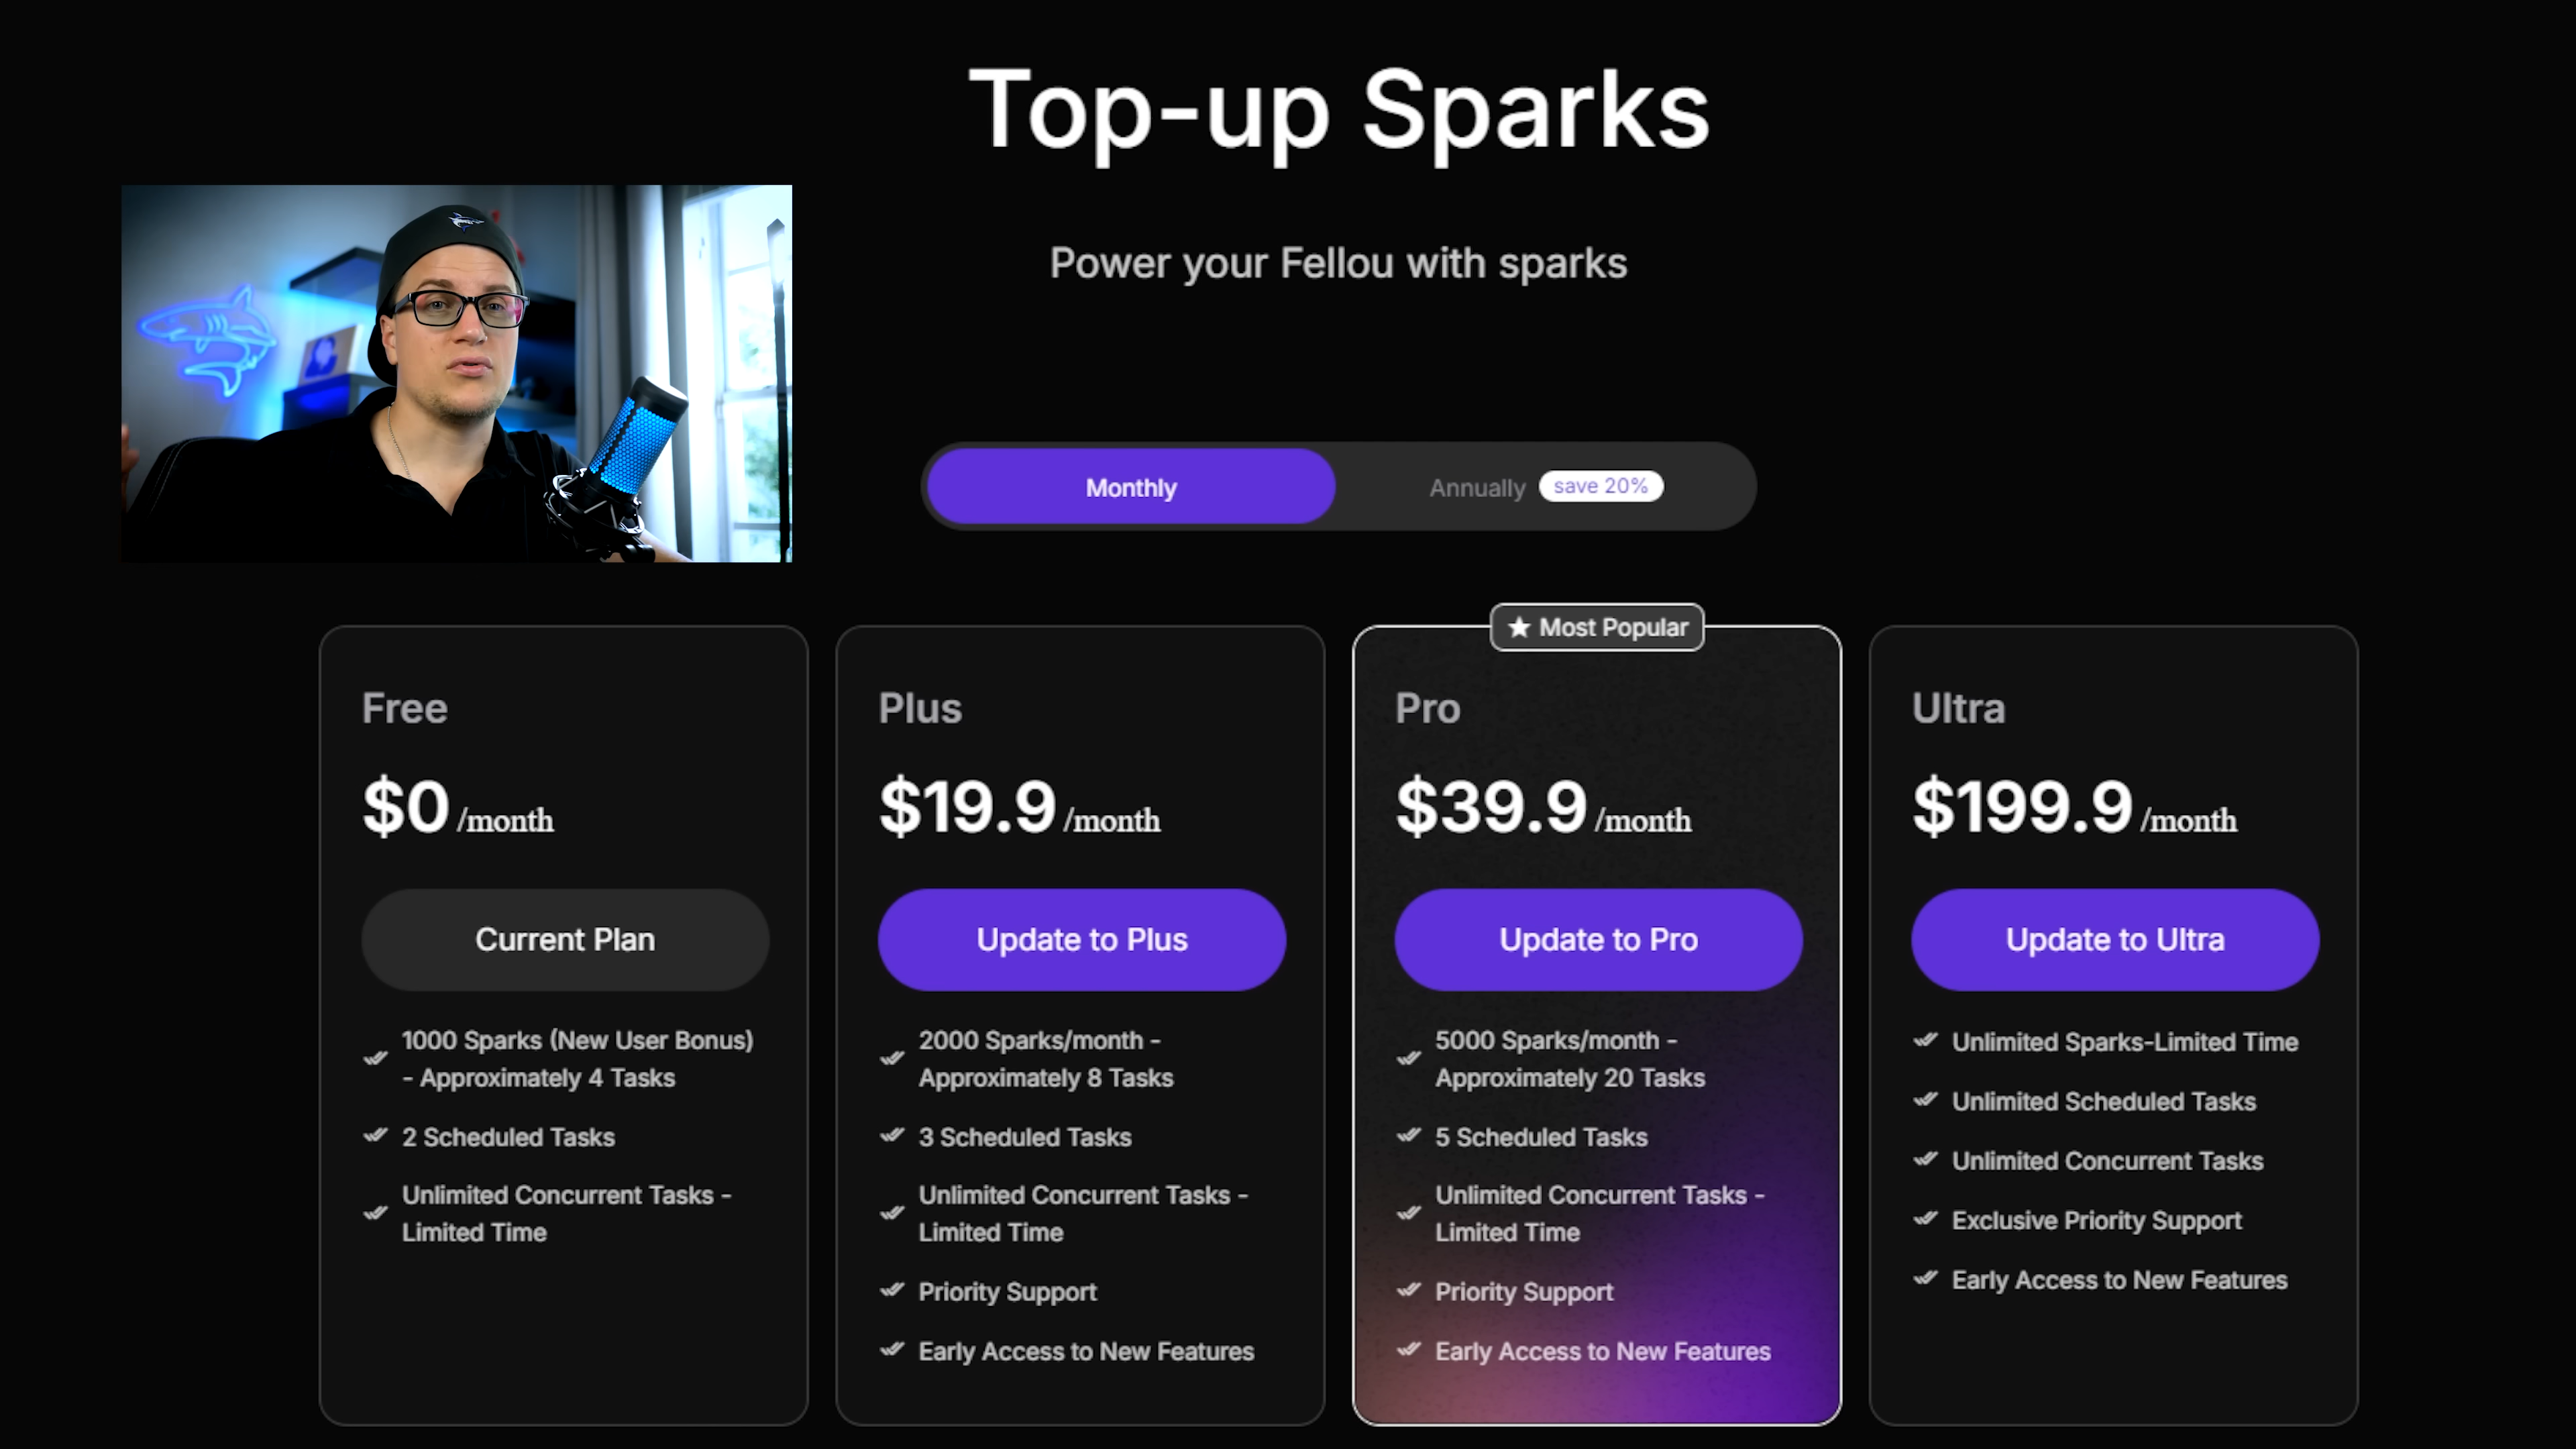 Top-up Sparks
Power your Fellou with sparks
Monthly
Annually save 20%
★ Most Popular
Free
$0/month
Current Plan
1000 Sparks (New User Bonus)
- Approximately 4 Tasks
2 Scheduled Tasks
Unlimited Concurrent Tasks -
Limited Time
Plus
$19.9/month
Update to Plus
2000 Sparks/month -
Approximately 8 Tasks
3 Scheduled Tasks
Unlimited Concurrent Tasks -
Limited Time
Priority Support
Early Access to New Features
Pro
$39.9/month
Update to Pro
5000 Sparks/month -
Approximately 20 Tasks
5 Scheduled Tasks
Unlimited Concurrent Tasks -
Limited Time
Priority Support
Early Access to New Features
Ultra
$199.9/month
Update to Ultra
Unlimited Sparks-Limited Time
Unlimited Scheduled Tasks
Unlimited Concurrent Tasks
Exclusive Priority Support
Early Access to New Features